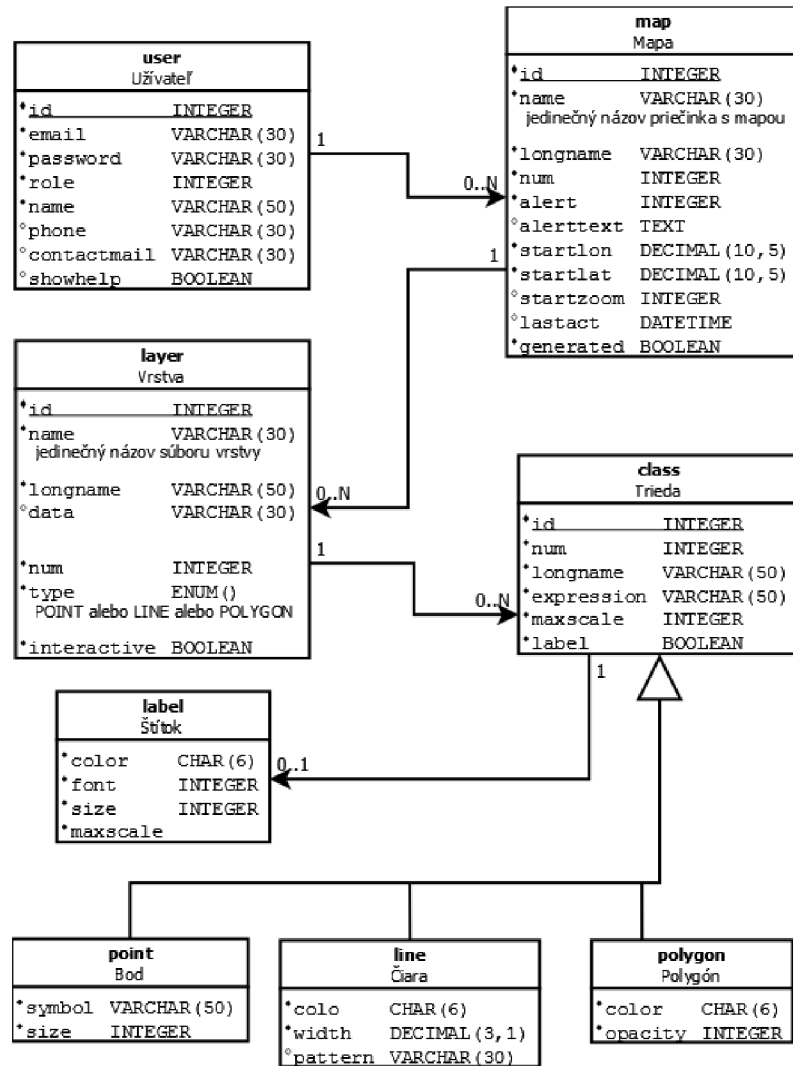 user
Užívateľ
*id INTEGER
*email VARCHAR(30)
*password VARCHAR(30)
*role INTEGER
*name VARCHAR(50)
°phone VARCHAR(30)
°contactmail VARCHAR(30)
°showhelp BOOLEAN
1
0..N
map
Mapa
*id INTEGER
*name VARCHAR(30)
jedinečný názov priečinka s mapou
*longname VARCHAR(30)
*num INTEGER
*alert INTEGER
°alerttext TEXT
*startlon DECIMAL(10,5)
*startlat DECIMAL(10,5)
°startzoom INTEGER
°lastact DATETIME
*generated BOOLEAN
1
0..N
layer
Vrstva
*id INTEGER
*name VARCHAR(30)
jedinečný názov súboru vrstvy
*longname VARCHAR(50)
°data VARCHAR(30)
*num INTEGER
*type ENUM()
POINT alebo LINE alebo POLYGON
*interactive BOOLEAN
1
0..N
class
Trieda
*id INTEGER
*num INTEGER
*longname VARCHAR(50)
*expression VARCHAR(50)
*maxscale INTEGER
*label BOOLEAN
1
0..1
label
Štítok
*color CHAR(6)
*font INTEGER
*size INTEGER
*maxscale
point
Bod
*symbol VARCHAR(50)
*size INTEGER
line
Čiara
*colo CHAR(6)
*width DECIMAL(3,1)
°pattern VARCHAR(30)
polygon
Polygón
*color CHAR(6)
*opacity INTEGER